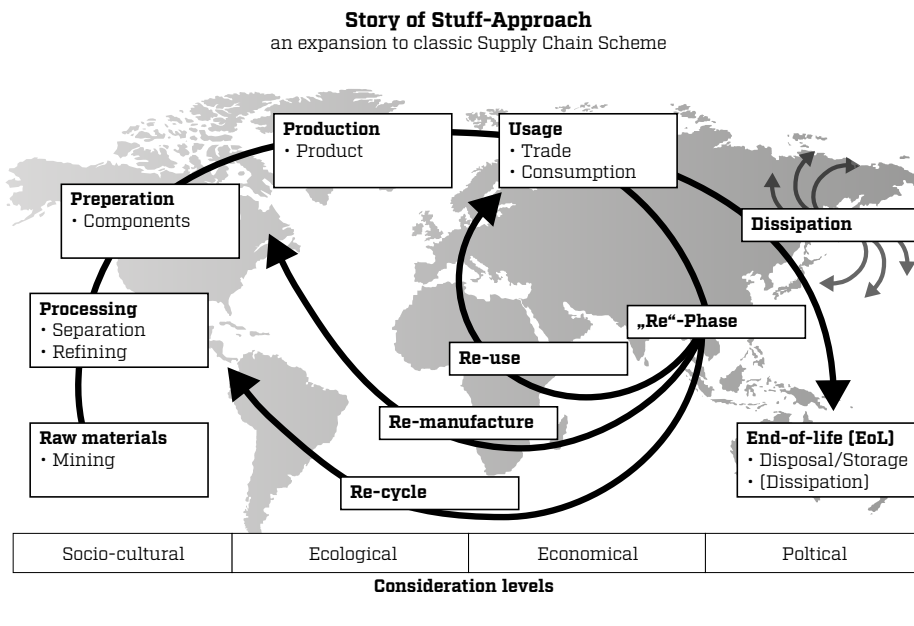 Story of Stuff-Approach
an expansion to classic Supply Chain Scheme
Production
• Product
Usage
• Trade
• Consumption
Preperation
• Components
Dissipation
Processing
• Separation
• Refining
„Re“-Phase
Re-use
Re-manufacture
Raw materials
• Mining
End-of-life (EoL)
• Disposal/Storage
• (Dissipation)
Re-cycle
Socio-cultural
Ecological
Economical
Poltical
Consideration levels